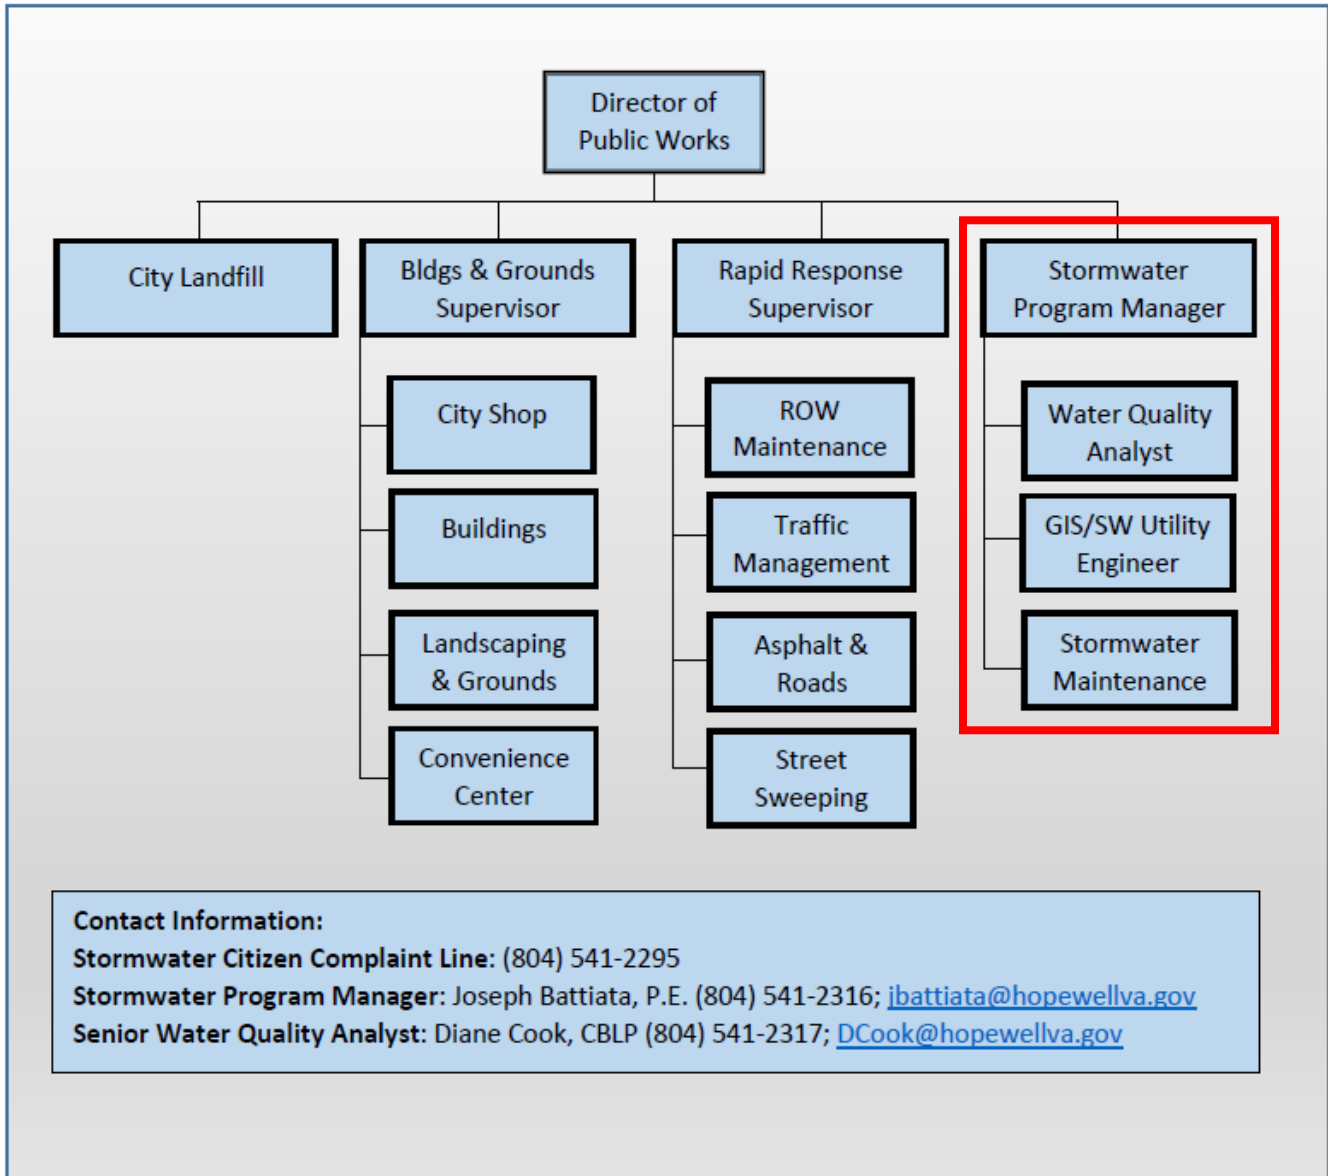 Director of
Public Works
City Landfill
Bldgs & Grounds
Supervisor
Rapid Response
Supervisor
Stormwater
Program Manager
City Shop
Buildings
Landscaping
& Grounds
Convenience
Center
ROW
Maintenance
Traffic
Management
Asphalt &
Roads
Street
Sweeping
Water Quality
Analyst
GIS/SW Utility
Engineer
Stormwater
Maintenance
Contact Information:
Stormwater Citizen Complaint Line: (804) 541-2295
Stormwater Program Manager: Joseph Battiata, P.E. (804) 541-2316; jbattiata@hopewellva.gov
Senior Water Quality Analyst: Diane Cook, CBLP (804) 541-2317; DCook@hopewellva.gov